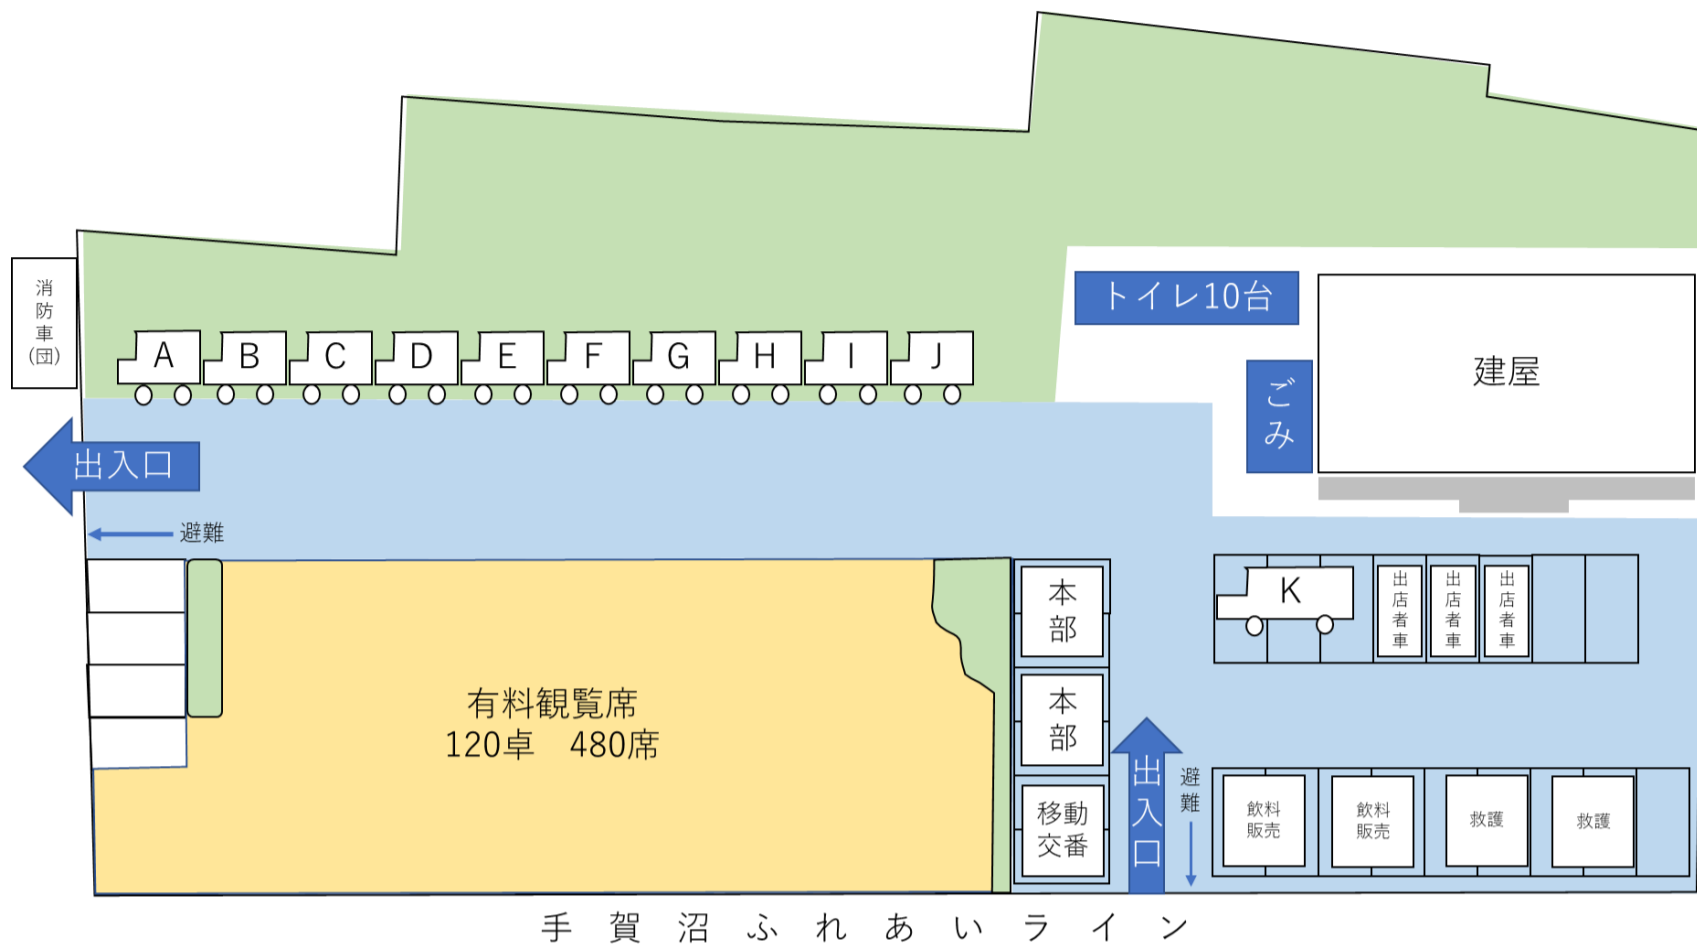 消防車(団)
A B C D E F G H I J
トイレ10台
ごみ
建屋
出入口
避難
本部
K
出店者車
出店者車
出店者車
有料観覧席
120卓　480席
本部
移動
交番
出入口
避難
飲料
販売
飲料
販売
救護
救護
手賀沼ふれあいライン